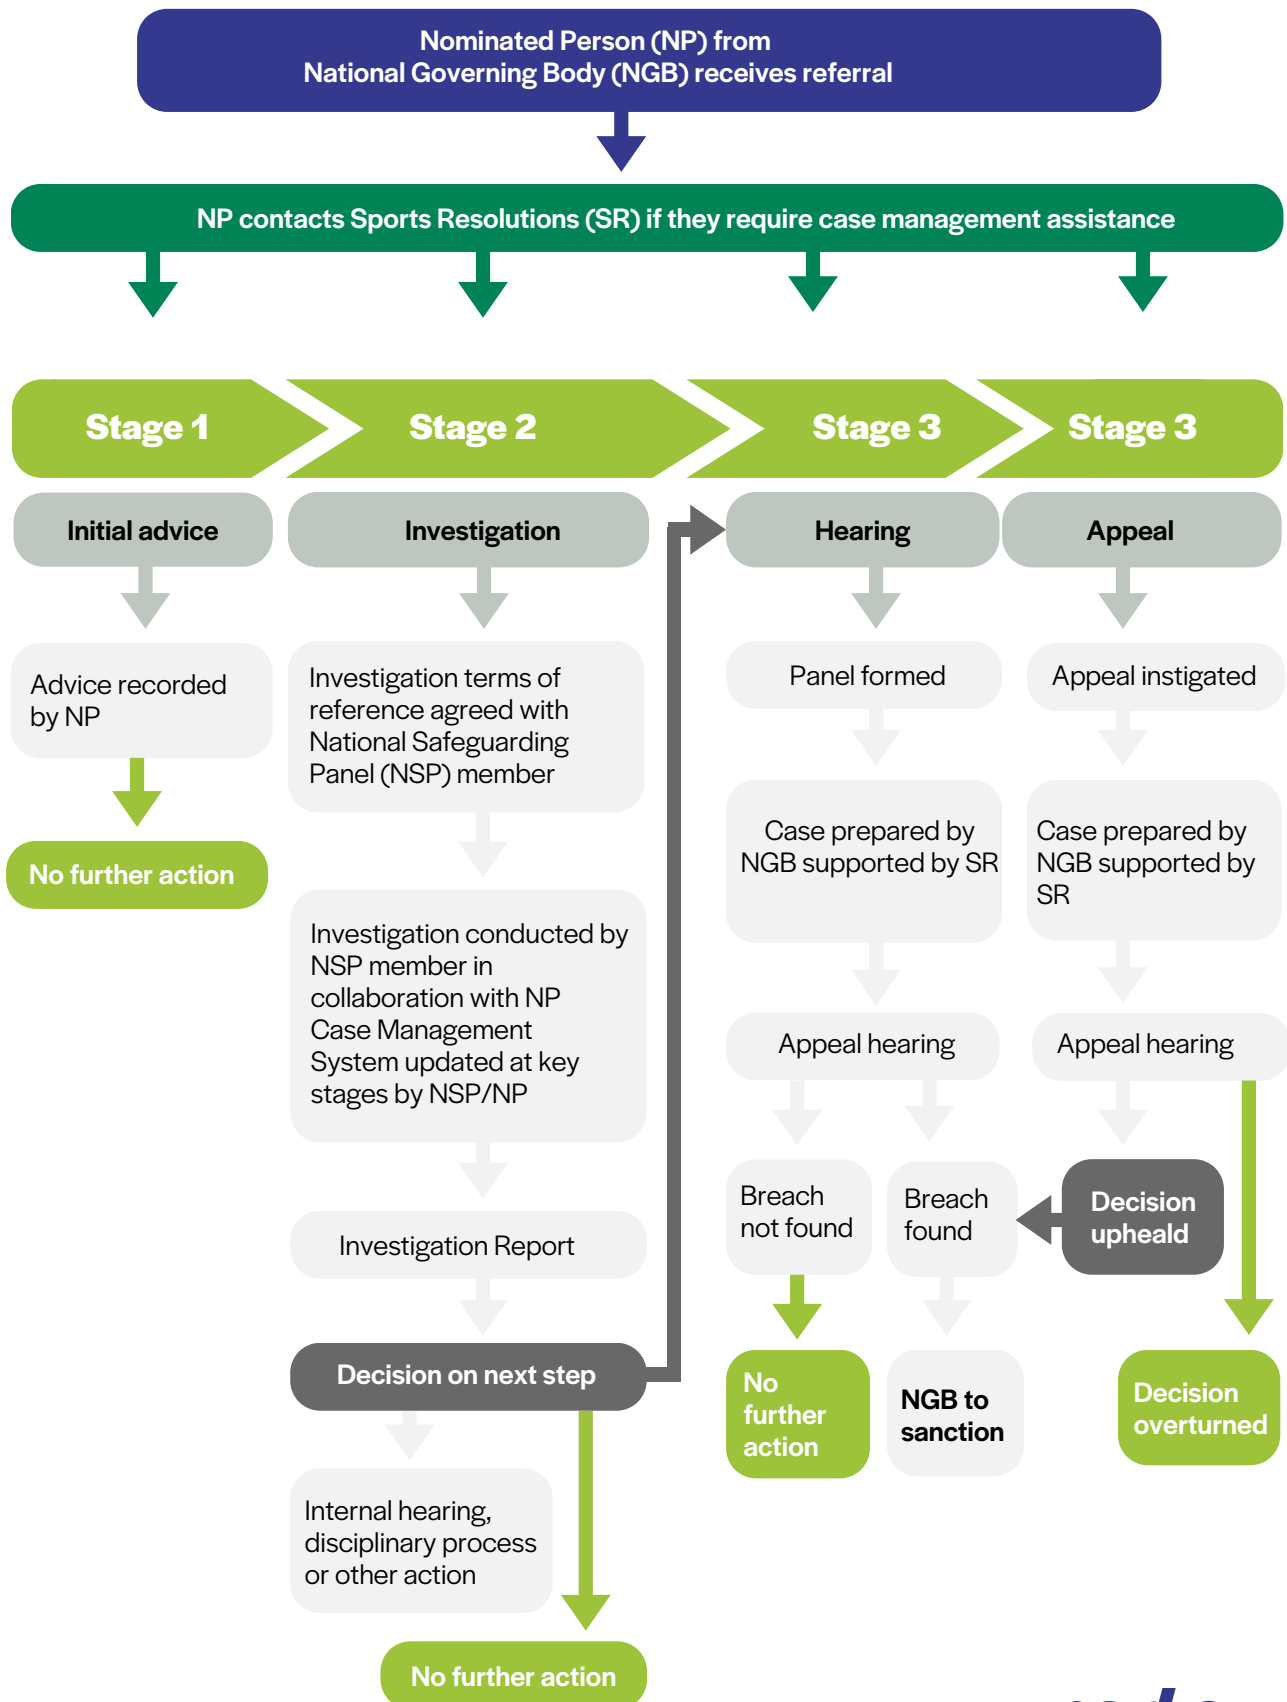 Nominated Person (NP) from
National Governing Body (NGB) receives referral
NP contacts Sports Resolutions (SR) if they require case management assistance
Stage 1
Stage 2
Stage 3
Stage 3
Initial advice
Advice recorded
by NP
No further action
Investigation
Investigation terms of
reference agreed with
National Safeguarding
Panel (NSP) member
Investigation conducted by
NSP member in
collaboration with NP
Case Management
System updated at key
stages by NSP/NP
Investigation Report
Decision on next step
Internal hearing,
disciplinary process
or other action
No further action
Hearing
Panel formed
Case prepared by
NGB supported by SR
Appeal hearing
Breach
not found
Breach
found
No
further
action
NGB to
sanction
Appeal
Appeal instigated
Case prepared by
NGB supported by
SR
Appeal hearing
Decision
upheald
Decision
overturned